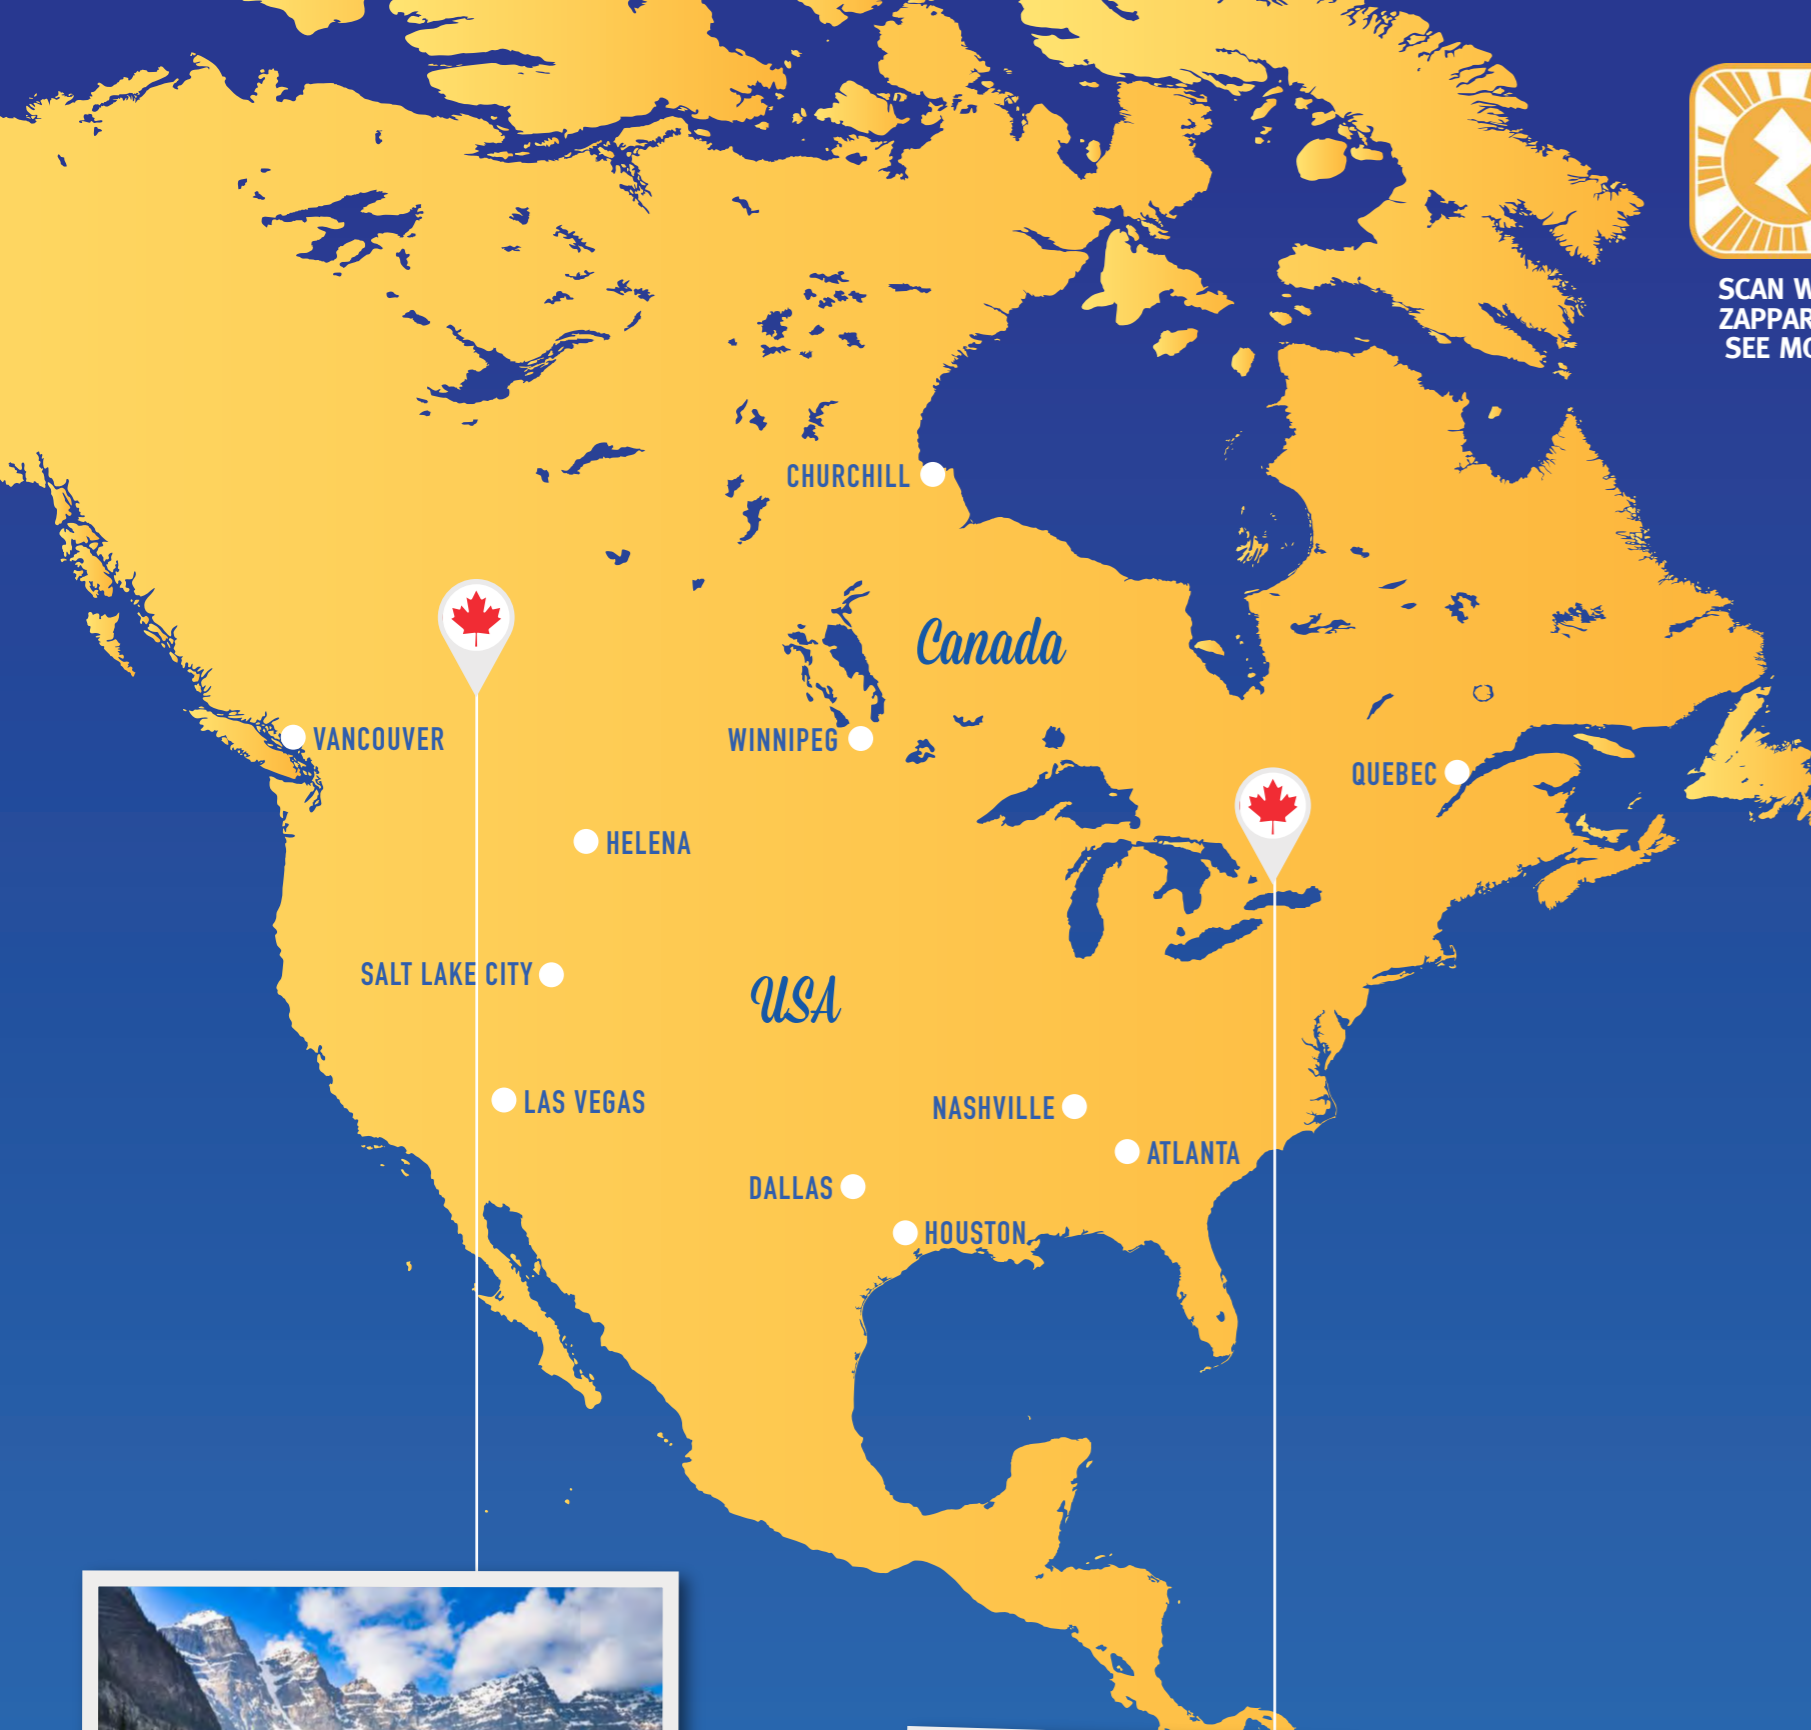 SCAN W
ZAPPAR
SEE MO
CHURCHILL
Canada
VANCOUVER
WINNIPEG
QUEBEC
HELENA
SALT LAKE CITY
USA
LAS VEGAS
NASHVILLE
ATLANTA
DALLAS
HOUSTON